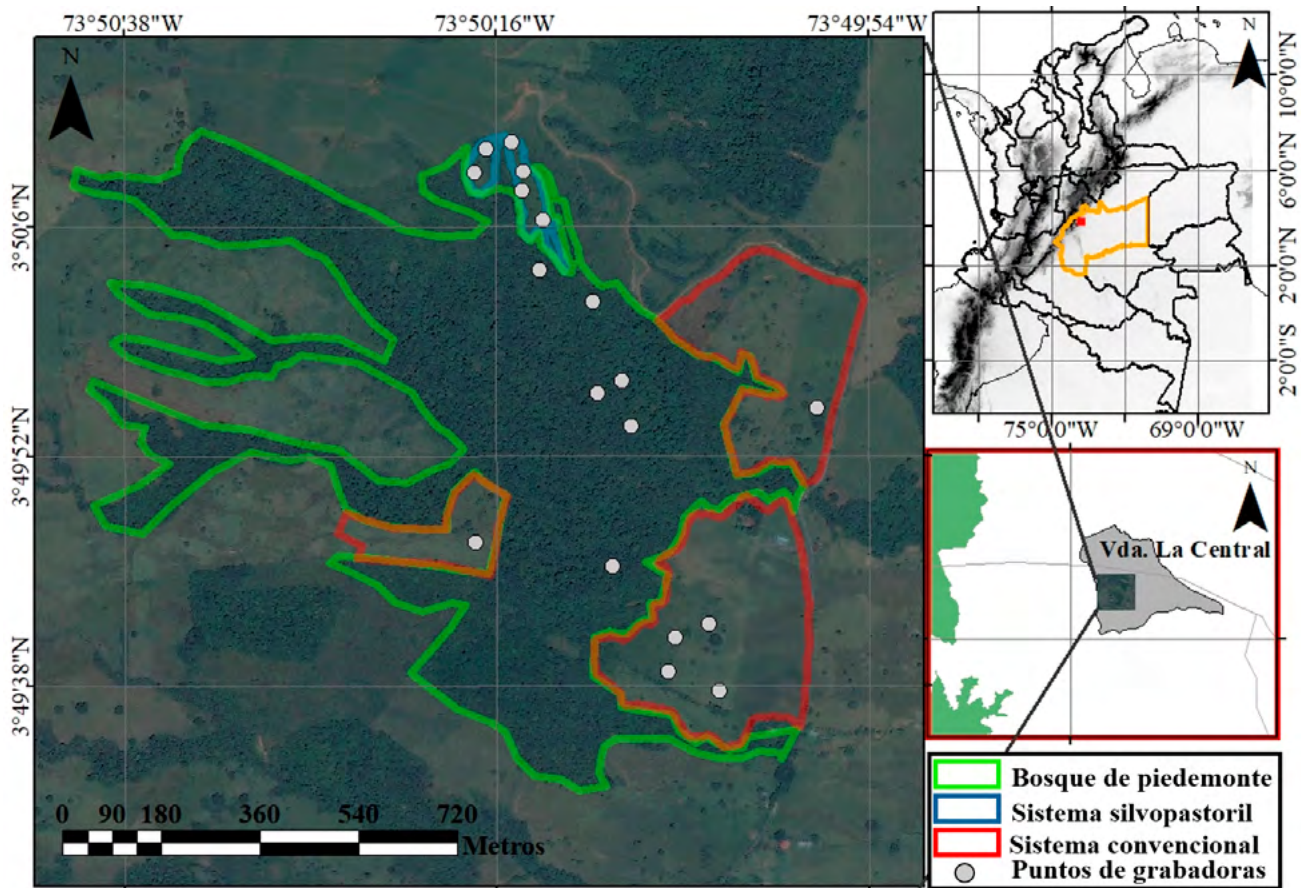 73°50'38"W 73°50'16"W 73°49'54"W
N
3°50'6"N
3°49'52"N
3°49'38"N
0 90 180 360 540 720
Metros
N
10°0'0"N
6°0'0"N
2°0'0"N
2°0'0"S
75°0'0"W 69°0'0"W
N
Vda. La Central
Bosque de piedemonte
Sistema silvopastoril
Sistema convencional
Puntos de grabadoras